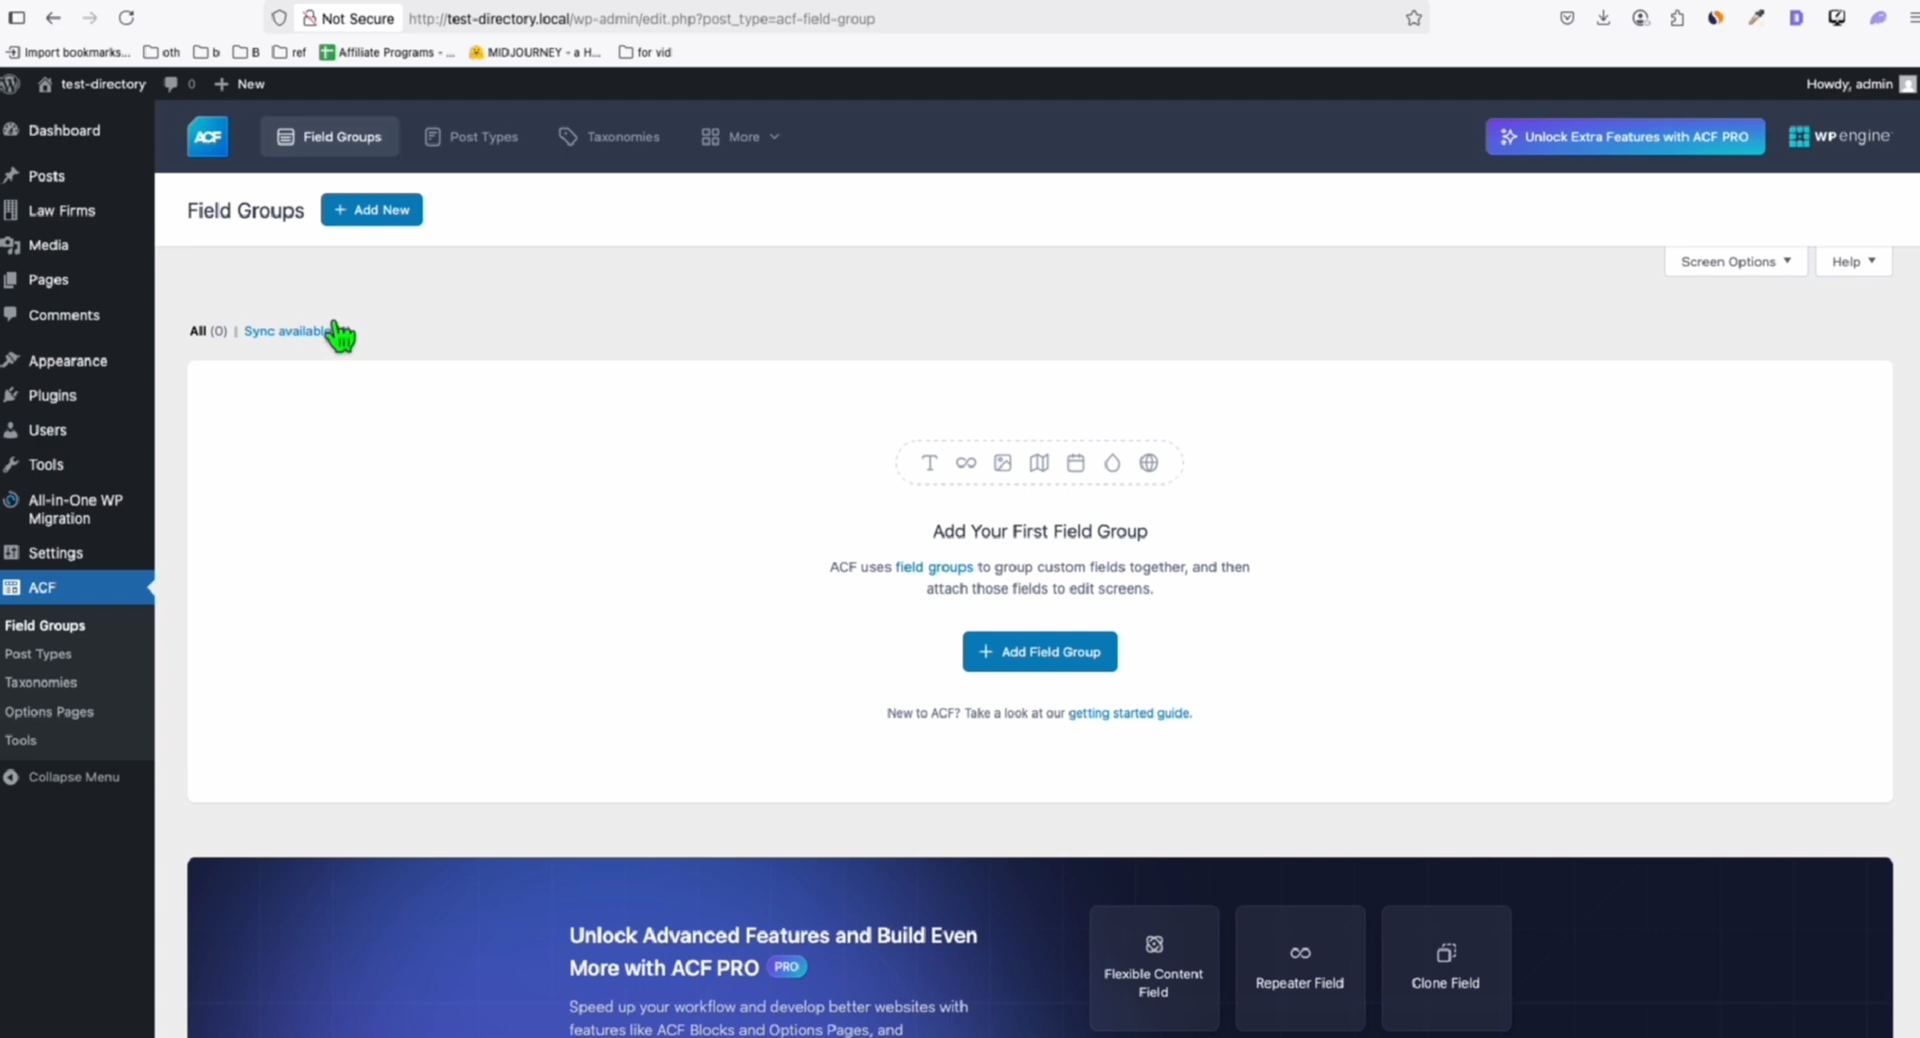 Not Secure
http://test-directory.local/wp-admin/edit.php?post_type=acf-field-group
Import bookmarks...
oth
b
B
ref
Affiliate Programs - ...
MIDJOURNEY - a H...
for vid
test-directory
0
New
Howdy, admin
Dashboard
Posts
Law Firms
Media
Pages
Comments
Appearance
Plugins
Users
Tools
All-in-One WP
Migration
Settings
ACF
Field Groups
Post Types
Taxonomies
Options Pages
Tools
Collapse Menu
ACF
Field Groups
Post Types
Taxonomies
More
Unlock Extra Features with ACF PRO
WP engine
Field Groups
+ Add New
Screen Options
Help
All (0) | Sync available
Add Your First Field Group
ACF uses field groups to group custom fields together, and then
attach those fields to edit screens.
+ Add Field Group
New to ACF? Take a look at our getting started guide.
Unlock Advanced Features and Build Even
More with ACF PRO PRO
Speed up your workflow and develop better websites with
features like ACF Blocks and Options Pages, and
Flexible Content
Field
Repeater Field
Clone Field